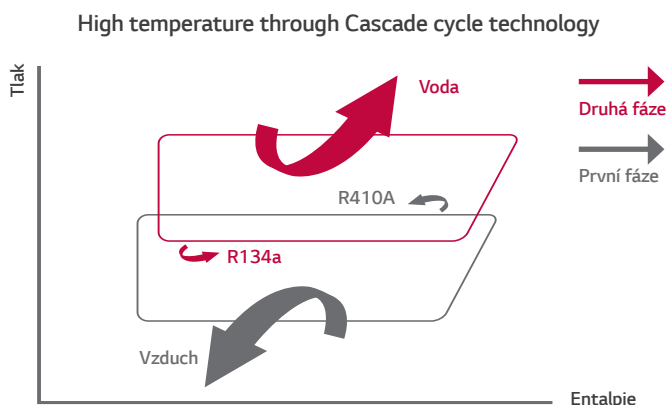 High temperature through Cascade cycle technology
Tlak
Voda
Druhá fáze
První fáze
R410A
R134a
Vzduch
Entalpie